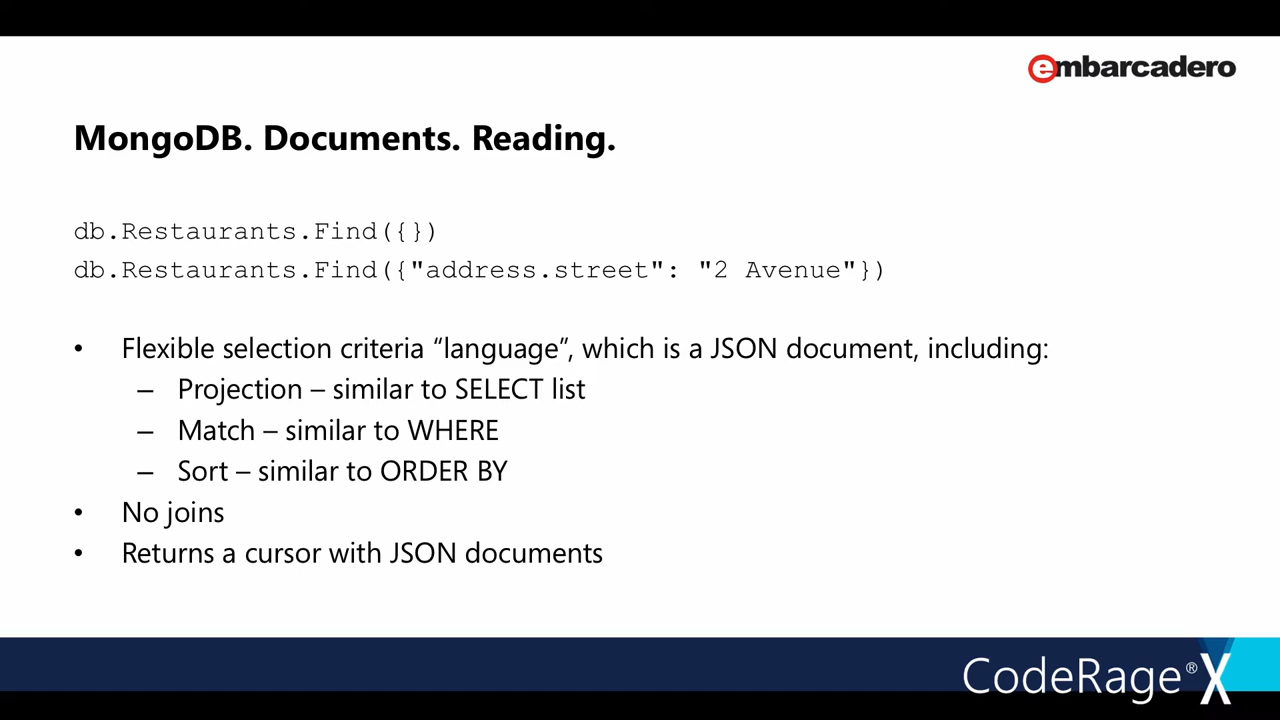 embarcadero
MongoDB. Documents. Reading.
db.Restaurants.Find({})
db.Restaurants.Find({"address.street": "2 Avenue"})
• Flexible selection criteria “language”, which is a JSON document, including:
– Projection – similar to SELECT list
– Match – similar to WHERE
– Sort – similar to ORDER BY
• No joins
• Returns a cursor with JSON documents
CodeRage® X